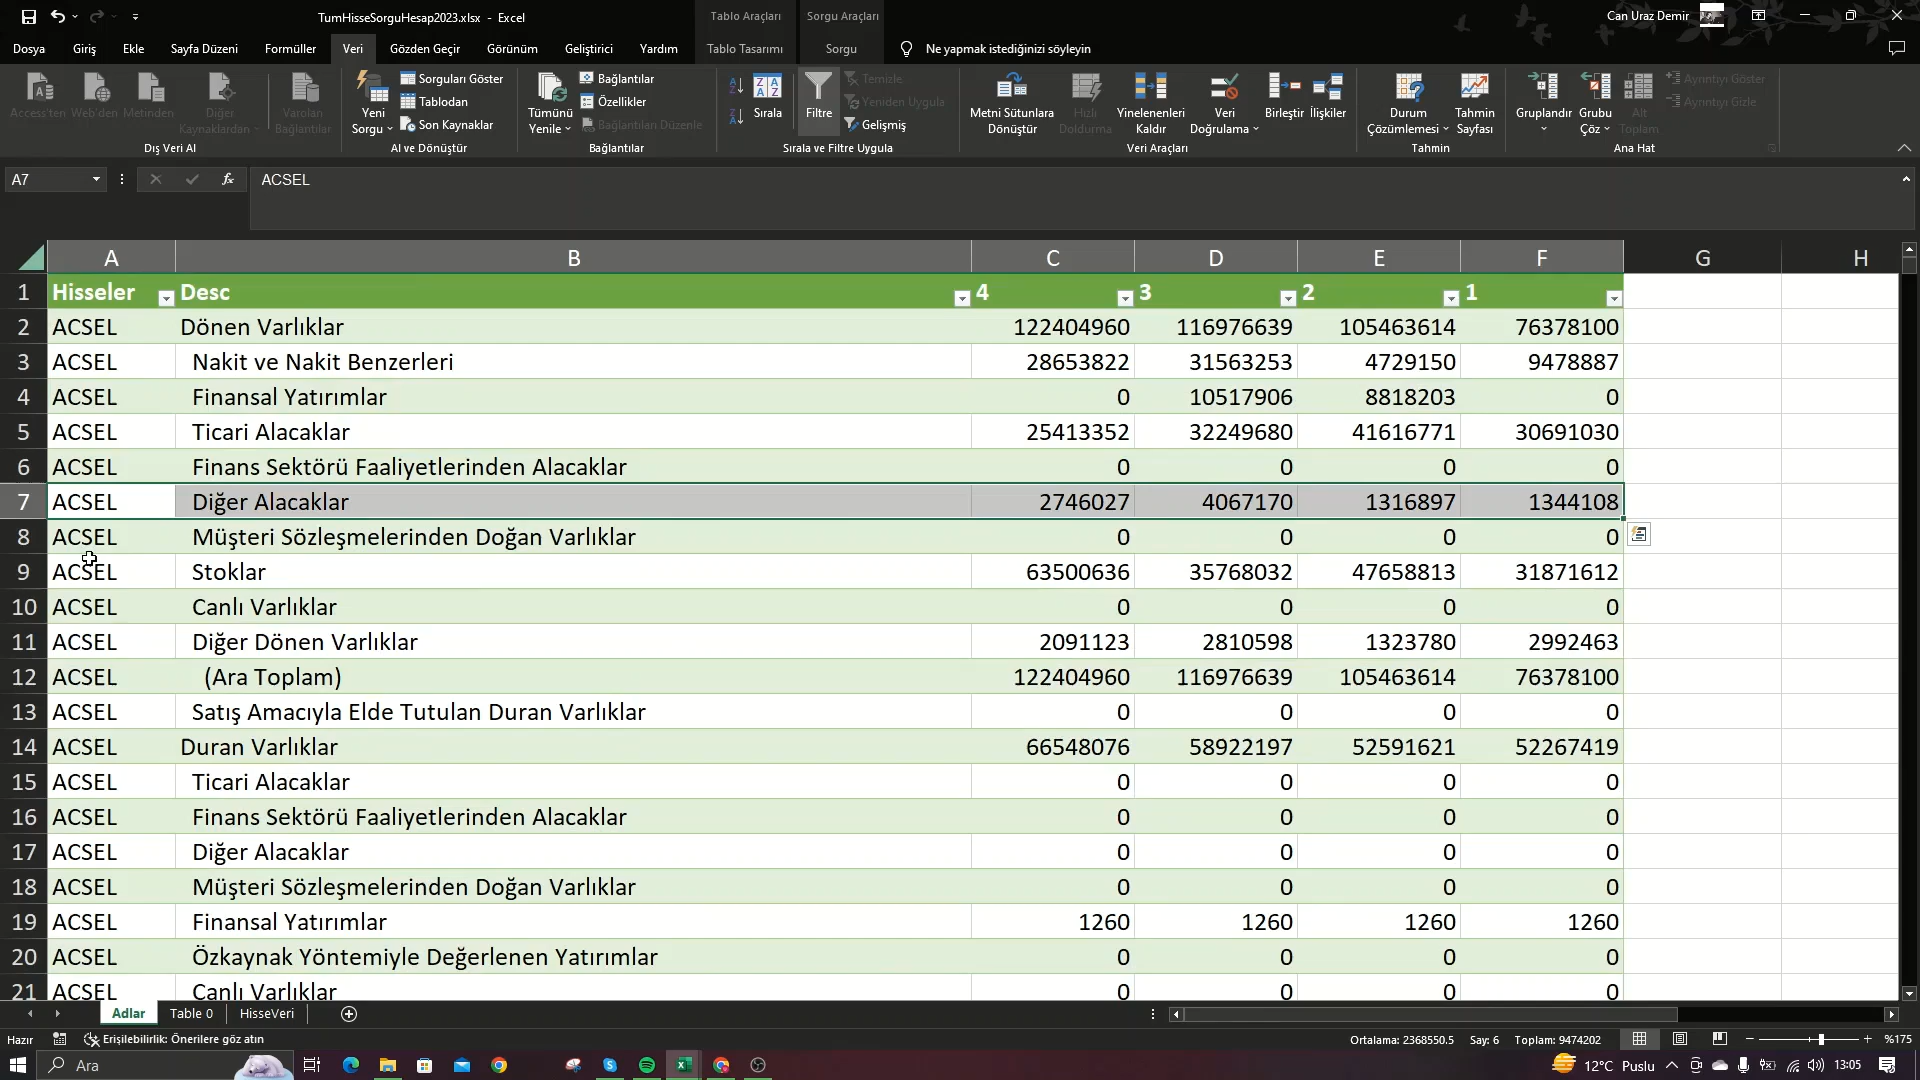 TumHisseSorguHesap2023.xlsx - Excel
Tablo Araçları
Sorgu Araçları
Can Uraz Demir
Dosya Giriş Ekle Sayfa Düzeni Formüller Veri Gözden Geçir Görünüm Geliştirici Yardım Tablo Tasarımı Sorgu Ne yapmak istediğinizi söyleyin
Access'ten Web'den Metinden Diğer Kaynaklardan Varolan Bağlantılar
Dış Veri Al
Yeni Sorgu Sorguları Göster
Tablodan
Son Kaynaklar
Al ve Dönüştür
Tümünü Yenile Bağlantılar
Özellikler
Bağlantıları Düzenle
Bağlantılar
Sırala Filtre Temizle
Yeniden Uygula
Gelişmiş
Sırala ve Filtre Uygula
Metni Sütunlara Dönüştür Hızlı Doldurma Yinelenenleri Kaldır Veri Doğrulama Birleştir İlişkiler
Veri Araçları
Durum Çözümlemesi Tahmin Sayfası
Tahmin
Gruplandır Grubu Çöz Alt Toplam Ayrıntıyı Göster
Ayrıntıyı Gizle
Ana Hat
A7 fx ACSEL
A B C D E F G H
1 Hisseler Desc 4 3 2 1
2 ACSEL Dönen Varlıklar 122404960 116976639 105463614 76378100
3 ACSEL Nakit ve Nakit Benzerleri 28653822 31563253 4729150 9478887
4 ACSEL Finansal Yatırımlar 0 10517906 8818203 0
5 ACSEL Ticari Alacaklar 25413352 32249680 41616771 30691030
6 ACSEL Finans Sektörü Faaliyetlerinden Alacaklar 0 0 0 0
7 ACSEL Diğer Alacaklar 2746027 4067170 1316897 1344108
8 ACSEL Müşteri Sözleşmelerinden Doğan Varlıklar 0 0 0 0
9 ACSEL Stoklar 63500636 35768032 47658813 31871612
10 ACSEL Canlı Varlıklar 0 0 0 0
11 ACSEL Diğer Dönen Varlıklar 2091123 2810598 1323780 2992463
12 ACSEL (Ara Toplam) 122404960 116976639 105463614 76378100
13 ACSEL Satış Amacıyla Elde Tutulan Duran Varlıklar 0 0 0 0
14 ACSEL Duran Varlıklar 66548076 58922197 52591621 52267419
15 ACSEL Ticari Alacaklar 0 0 0 0
16 ACSEL Finans Sektörü Faaliyetlerinden Alacaklar 0 0 0 0
17 ACSEL Diğer Alacaklar 0 0 0 0
18 ACSEL Müşteri Sözleşmelerinden Doğan Varlıklar 0 0 0 0
19 ACSEL Finansal Yatırımlar 1260 1260 1260 1260
20 ACSEL Özkaynak Yöntemiyle Değerlenen Yatırımlar 0 0 0 0
21 ACSEL Canlı Varlıklar 0 0 0 0
Adlar Table 0 HisseVeri
Hazır Erişilebilirlik: Önerilere göz atın Ortalama: 2368550.5 Say: 6 Toplam: 9474202 %175
Ara 12°C Puslu 13:05